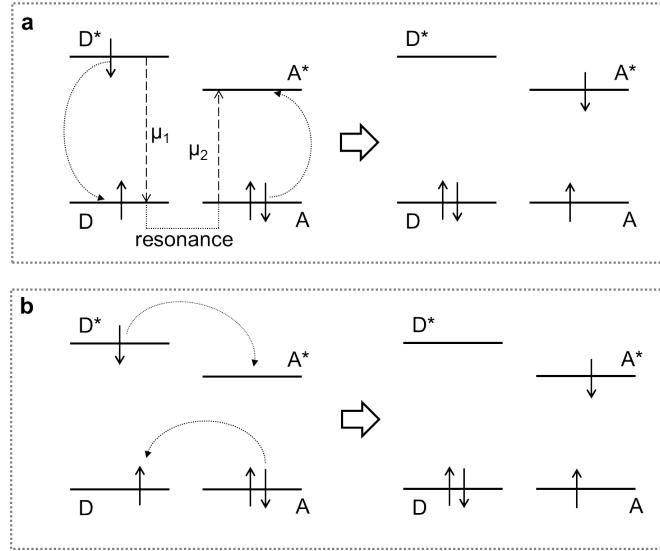 a
D* D*
A* A*
μ1
μ2
D A D A
resonance
b
D* D*
A* A*
D A D A